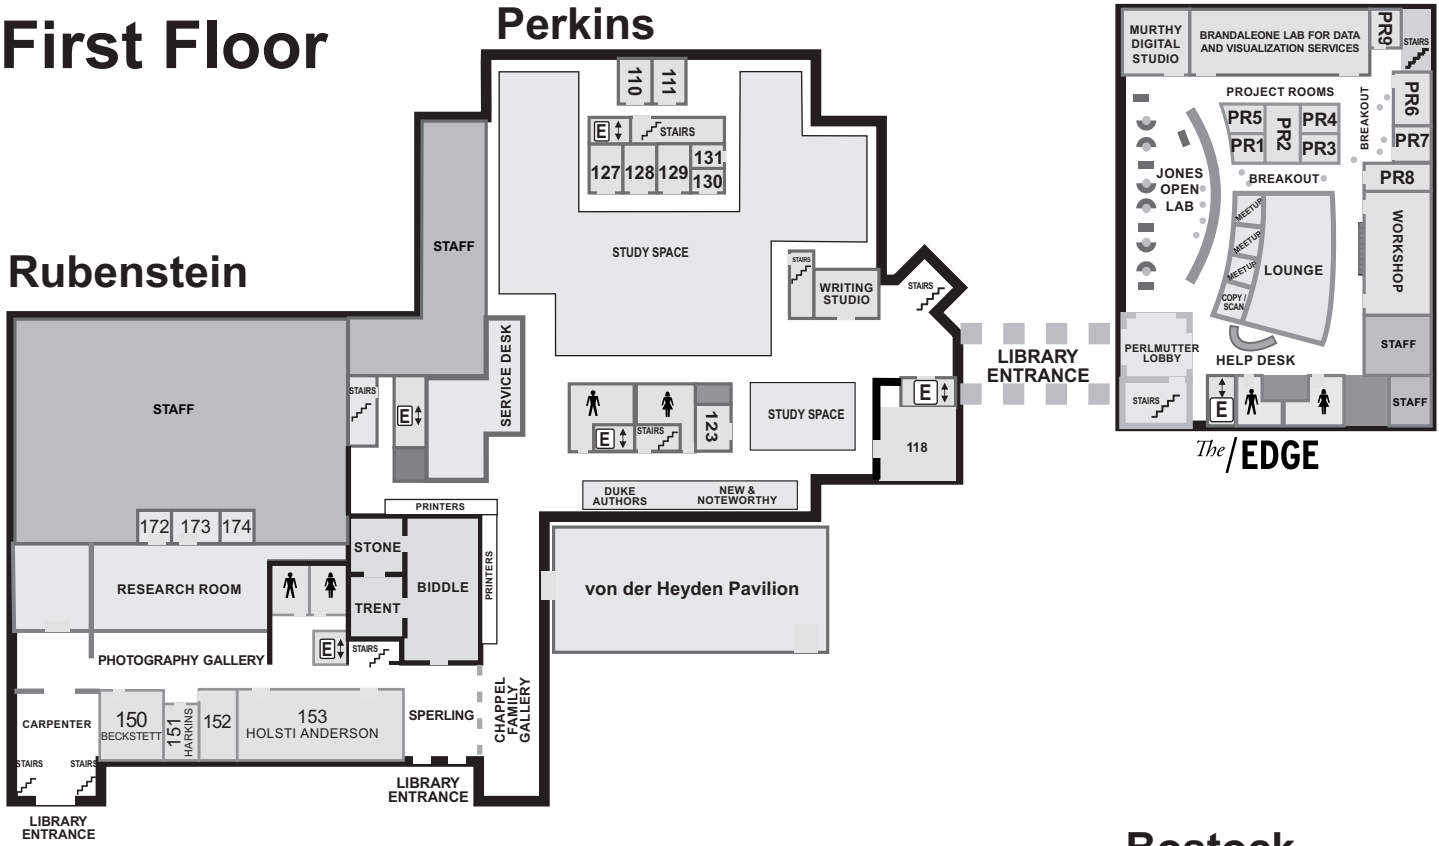 First Floor
Perkins
Rubenstein
110
111
E
STAIRS
127
128
129
131
130
STAFF
STUDY SPACE
STAIRS
WRITING
STUDIO
STAIRS
LIBRARY
ENTRANCE
SERVICE DESK
STAIRS
E
STAFF
E
STAIRS
123
STUDY SPACE
E
118
DUKE
AUTHORS
NEW &
NOTEWORTHY
PRINTERS
PRINTERS
172
173
174
STONE
BIDDLE
TRENT
RESEARCH ROOM
von der Heyden Pavilion
E
STAIRS
PHOTOGRAPHY GALLERY
CARPENTER
150
BECKSTETT
151
HARKINS
152
153
HOLSTI ANDERSON
SPERLING
CHAPPEL
FAMILY
GALLERY
STAIRS
STAIRS
LIBRARY
ENTRANCE
LIBRARY
ENTRANCE
MURTHY
DIGITAL
STUDIO
BRANDALEONE LAB FOR DATA
AND VISUALIZATION SERVICES
PR9
STAIRS
PROJECT ROOMS
PR5
PR4
PR2
PR1
PR3
BREAKOUT
PR6
PR7
PR8
JONES
OPEN
LAB
BREAKOUT
MEETUP
MEETUP
MEETUP
COPY /
SCAN
LOUNGE
WORKSHOP
PERLMUTTER
LOBBY
HELP DESK
STAFF
STAIRS
E
STAFF
The/EDGE
Bostock